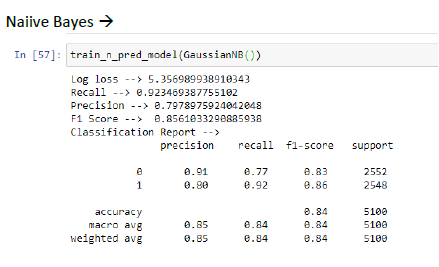 Naiive Bayes →
In [57]: train_n_pred_model(GaussianNB())
Log loss --> 5.356989938910343
Recall --> 0.923469387755102
Precision --> 0.7978975924042048
F1 Score --> 0.8561033290885938
Classification Report -->
precision recall f1-score support
0 0.91 0.77 0.83 2552
1 0.80 0.92 0.86 2548
accuracy 0.84 5100
macro avg 0.85 0.84 0.84 5100
weighted avg 0.85 0.84 0.84 5100